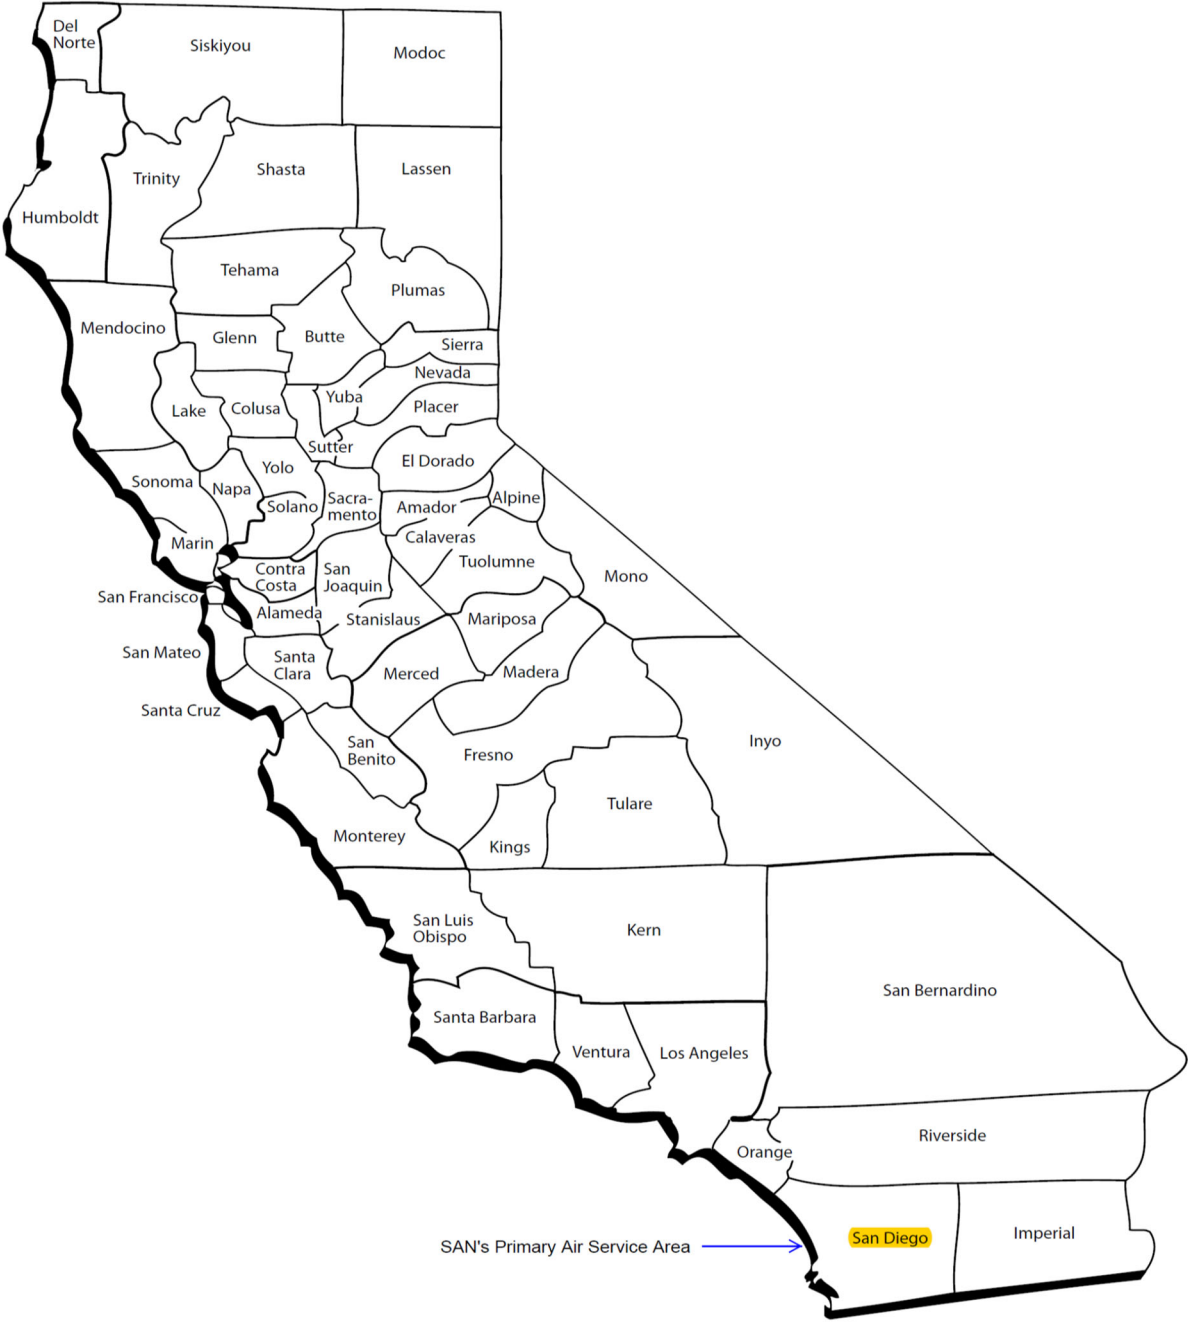 Del
Norte
Siskiyou
Modoc
Trinity
Shasta
Lassen
Humboldt
Tehama
Plumas
Mendocino
Glenn
Butte
Sierra
Nevada
Yuba
Placer
Lake
Colusa
Sutter
El Dorado
Yolo
Sonoma
Napa
Solano
Sacra-
mento
Amador
Alpine
Calaveras
Marin
Tuolumne
Contra
Costa
San
Joaquin
Mono
San Francisco
Alameda
Stanislaus
Mariposa
San Mateo
Santa
Clara
Merced
Madera
Santa Cruz
San
Benito
Fresno
Inyo
Tulare
Monterey
Kings
San Luis
Obispo
Kern
San Bernardino
Santa Barbara
Ventura
Los Angeles
Riverside
Orange
San Diego
Imperial
SAN's Primary Air Service Area